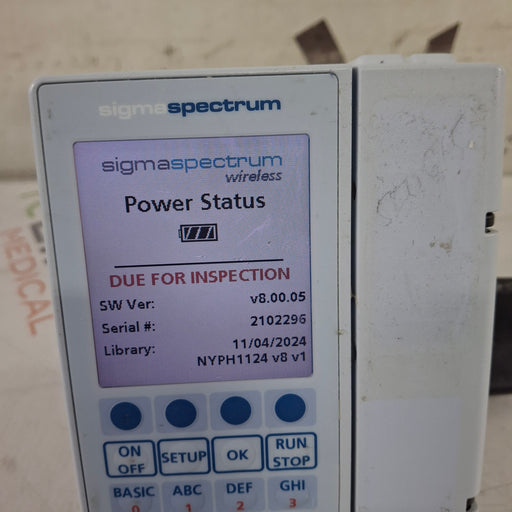 sigmaspectrum
sigmaspectrum
wireless
Power Status
DUE FOR INSPECTION
SW Ver: v8.00.05
Serial #: 2102296
Library: 11/04/2024
NYPH1124 v8 v1
ON OFF SETUP OK RUN STOP
BASIC ABC DEF GHI
0 1 2 3
MEDICAL